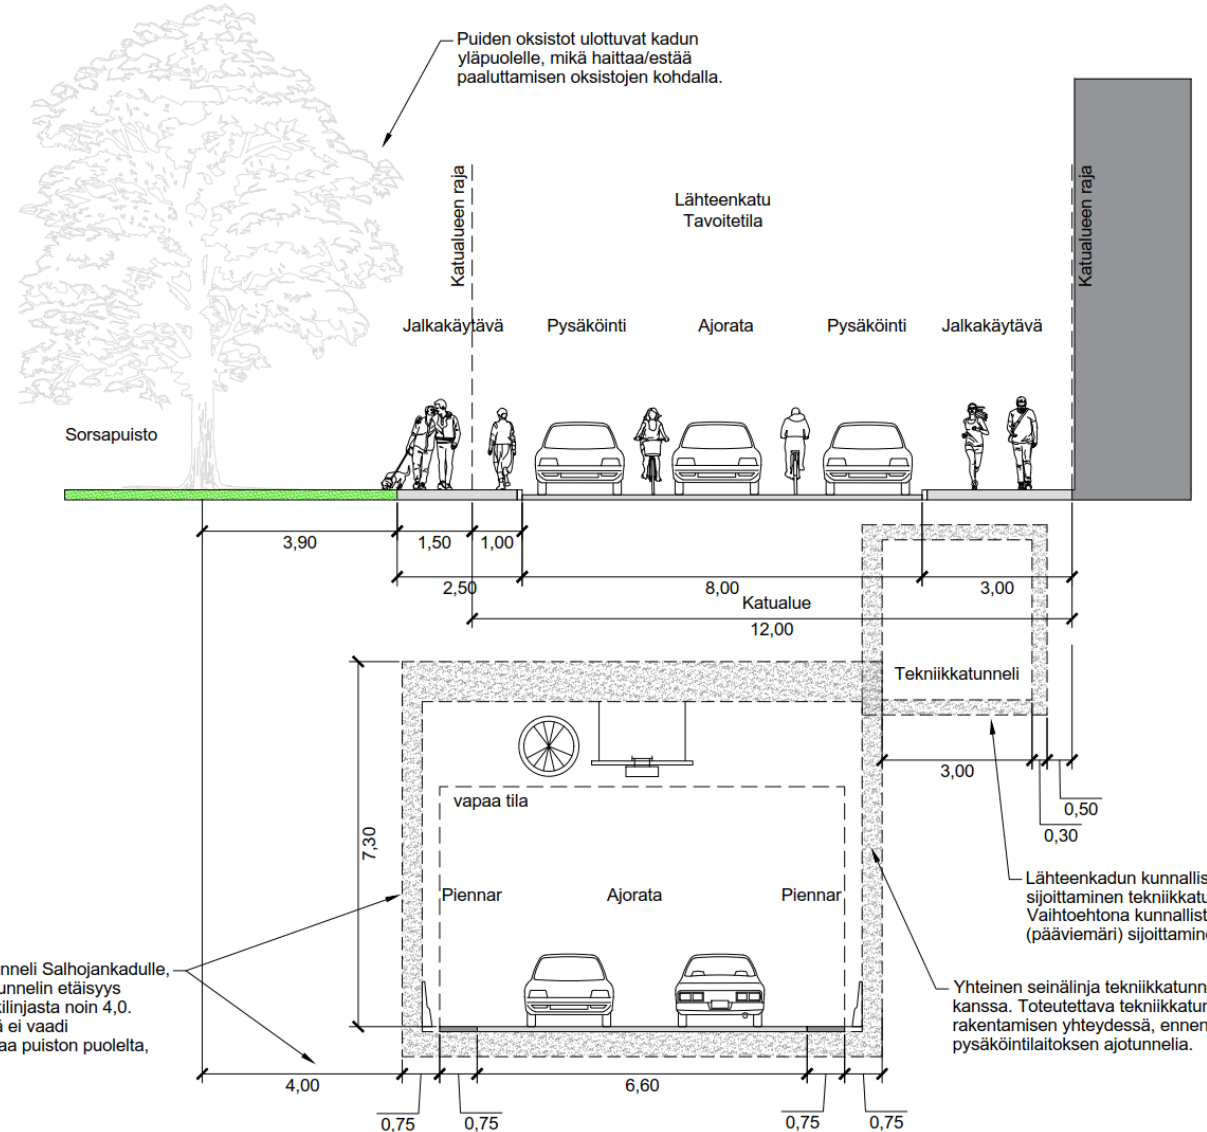 Puiden oksistot ulottuvat kadun
yläpuolelle, mikä haittaa/estää
paaluttamisen oksistojen kohdalla.
Katualueen raja
Lähteenkatu
Tavoitetila
Katualueen raja
Jalkakäytävä
Pysäköinti
Ajorata
Pysäköinti
Jalkakäytävä
Sorsapuisto
3,90
1,50
1,00
2,50
8,00
3,00
Katualue
12,00
Tekniikkatunneli
3,00
0,50
0,30
vapaa tila
7,30
Piennar
Ajorata
Piennar
Lähteenkadun kunnallis
sijoittaminen tekniikkatu
Vaihtoehtona kunnallist
(pääviemäri) sijoittamine
nneli Salhojankadulle,
unnelin etäisyys
kilinjasta noin 4,0.
ä ei vaadi
aa puiston puolelta,
Yhteinen seinälinja tekniikkatunn
kanssa. Toteutettava tekniikkatun
rakentamisen yhteydessä, ennen
pysäköintilaitoksen ajotunnelia.
4,00
6,60
0,75
0,75
0,75
0,75